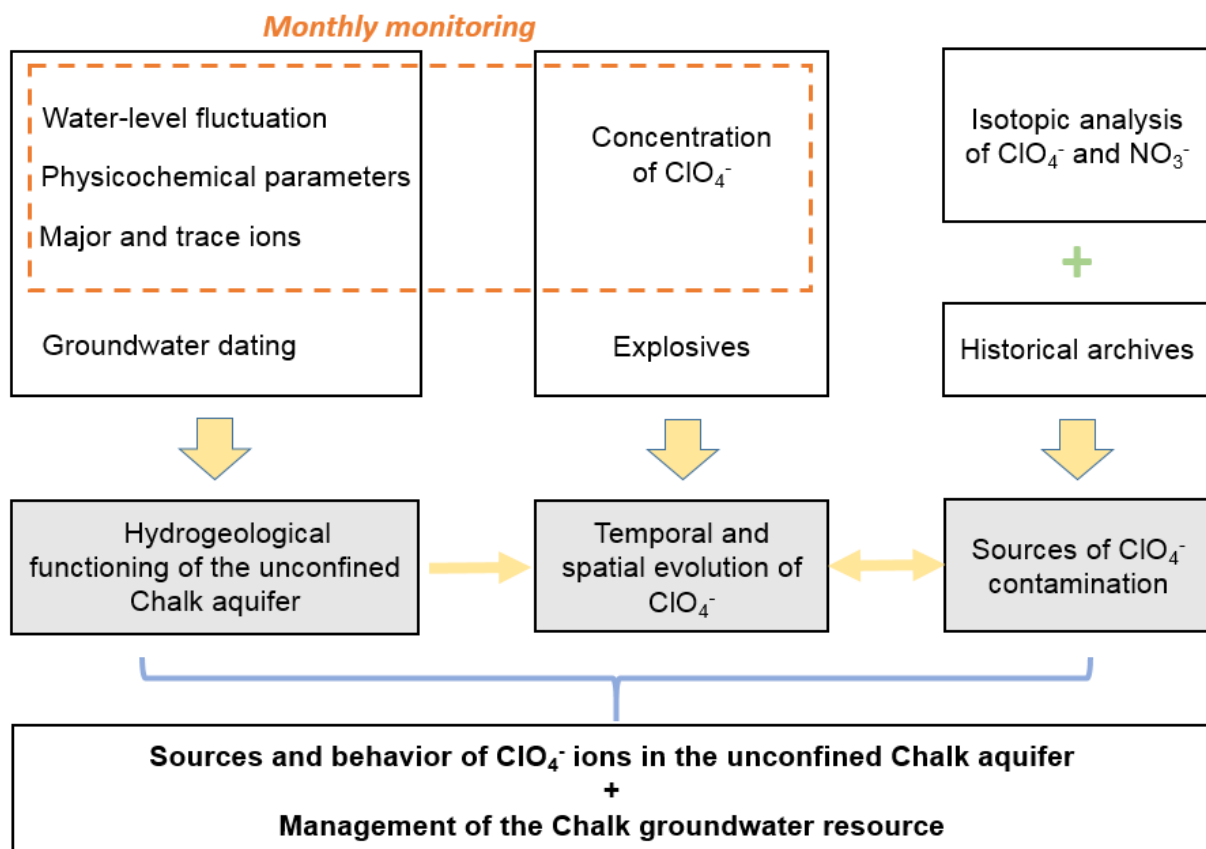 Monthly monitoring
Water-level fluctuation
Physicochemical parameters
Major and trace ions
Groundwater dating
Concentration
of ClO₄⁻
Explosives
Isotopic analysis
of ClO₄⁻ and NO₃⁻
+
Historical archives
Hydrogeological
functioning of the unconfined
Chalk aquifer
Temporal and
spatial evolution of
ClO₄⁻
Sources of ClO₄⁻
contamination
Sources and behavior of ClO₄⁻ ions in the unconfined Chalk aquifer
+
Management of the Chalk groundwater resource